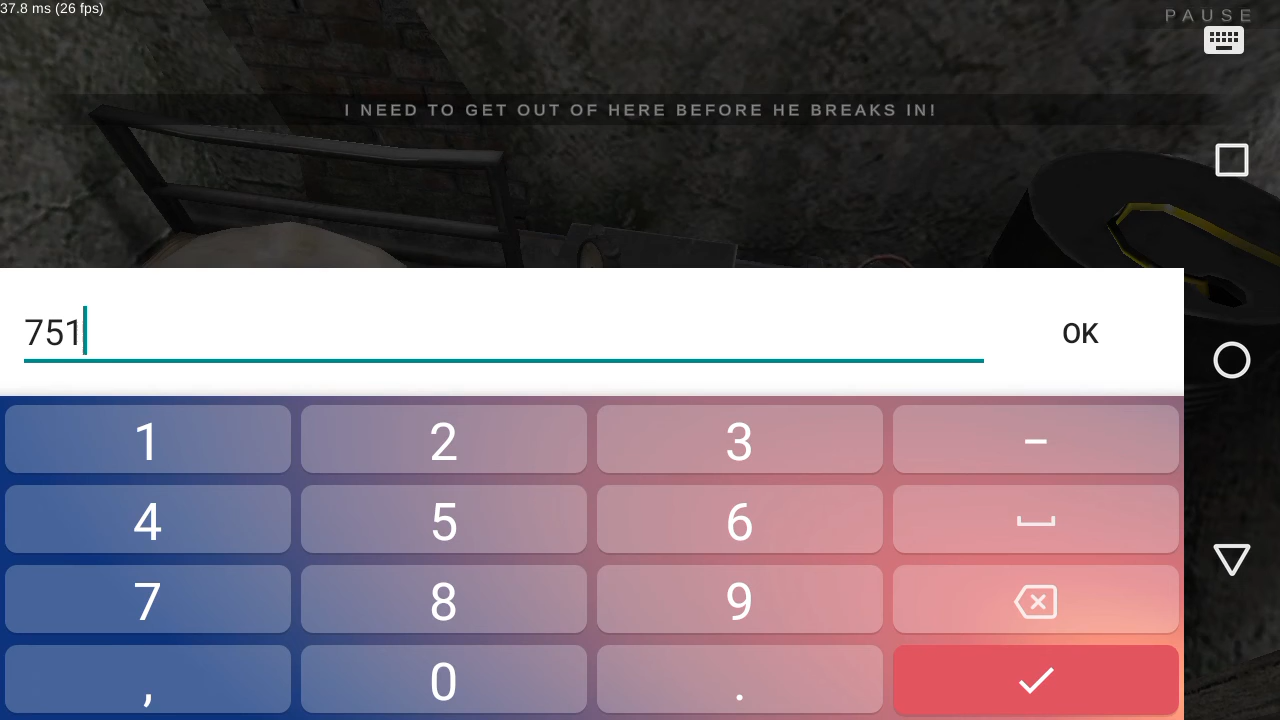 37.8 ms (26 fps)
PAUSE
I NEED TO GET OUT OF HERE BEFORE HE BREAKS IN!
751
OK
1 2 3 –
4 5 6
7 8 9
, 0 .